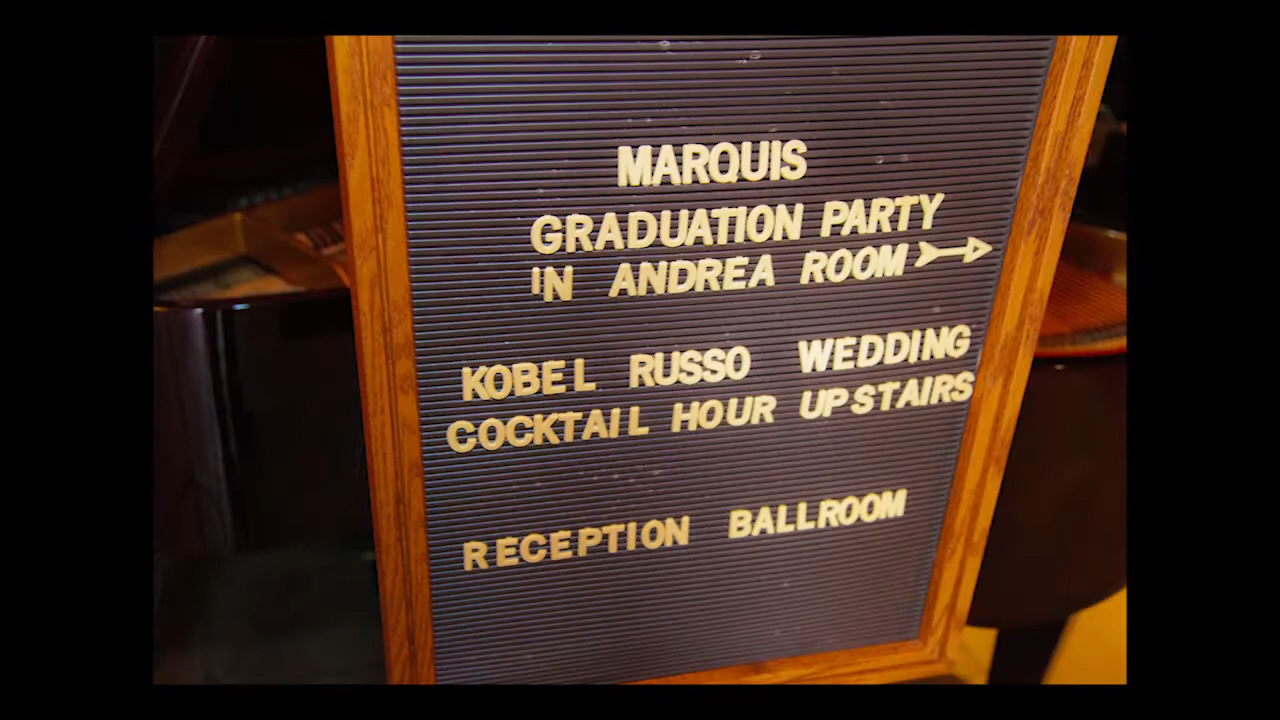 MARQUIS
GRADUATION PARTY
IN ANDREA ROOM
KOBEL RUSSO WEDDING
COCKTAIL HOUR UPSTAIRS
RECEPTION BALLROOM